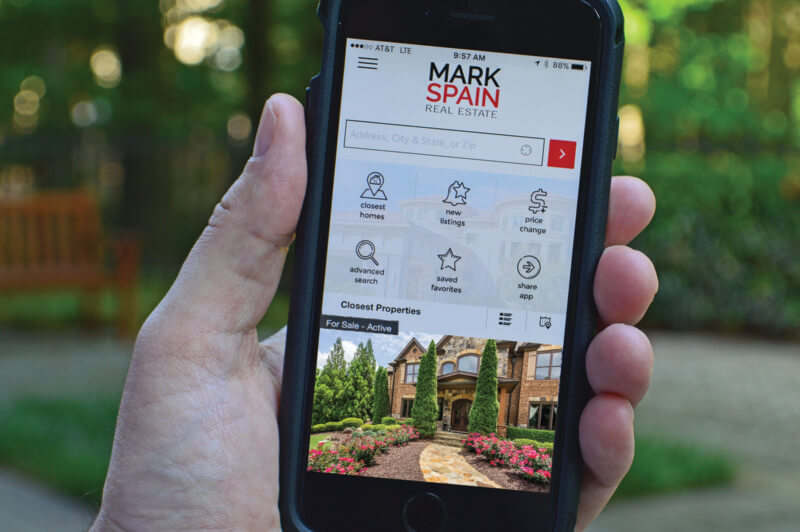 AT&T LTE
9:57 AM
88%
MARK
SPAIN
REAL ESTATE
Address, City & State, or Zip
closest
homes
new
listings
price
change
advanced
search
saved
favorites
share
app
Closest Properties
For Sale - Active